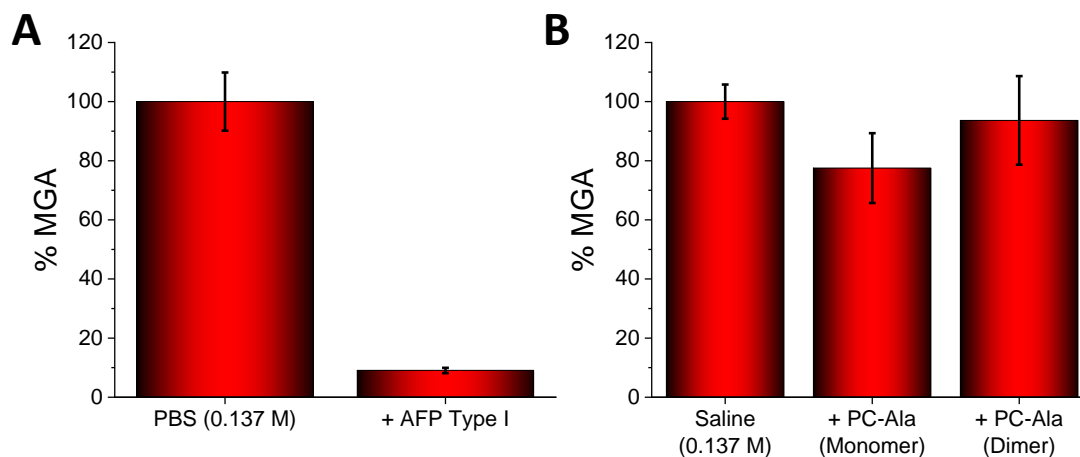 A
B
% MGA
120
100
80
60
40
20
0
PBS (0.137 M)
+ AFP Type I
% MGA
120
100
80
60
40
20
0
Saline
(0.137 M)
+ PC-Ala
(Monomer)
+ PC-Ala
(Dimer)